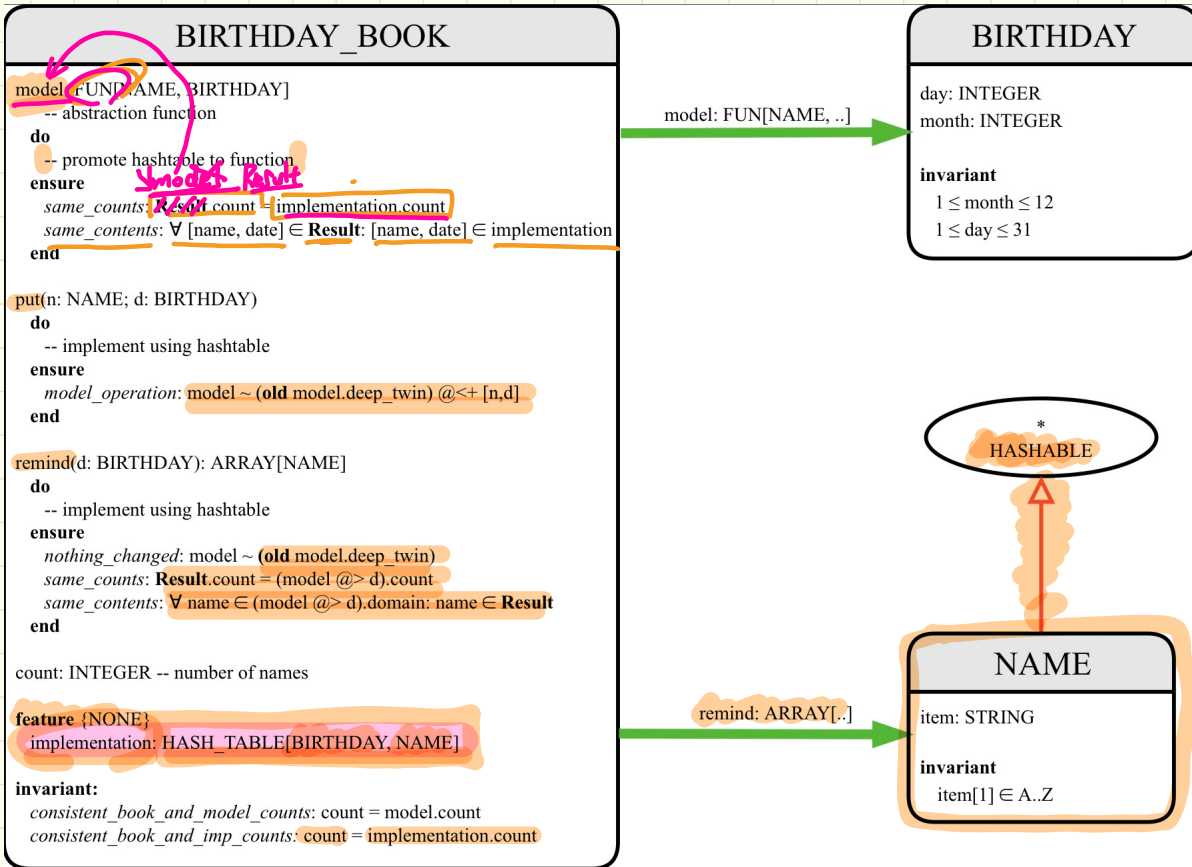 BIRTHDAY_BOOK
model: FUN[NAME, BIRTHDAY]
-- abstraction function
do
-- promote hashtable to function
ensure
model Result
same_counts: Result.count = implementation.count
same_contents: ∀ [name, date] ∈ Result: [name, date] ∈ implementation
end
put(n: NAME; d: BIRTHDAY)
do
-- implement using hashtable
ensure
model_operation: model ~ (old model.deep_twin) @<+ [n,d]
end
remind(d: BIRTHDAY): ARRAY[NAME]
do
-- implement using hashtable
ensure
nothing_changed: model ~ (old model.deep_twin)
same_counts: Result.count = (model @> d).count
same_contents: ∀ name ∈ (model @> d).domain: name ∈ Result
end
count: INTEGER -- number of names
feature {NONE}
implementation: HASH_TABLE[BIRTHDAY, NAME]
invariant:
consistent_book_and_model_counts: count = model.count
consistent_book_and_imp_counts: count = implementation.count
model: FUN[NAME, ..]
BIRTHDAY
day: INTEGER
month: INTEGER
invariant
1 ≤ month ≤ 12
1 ≤ day ≤ 31
*
HASHABLE
remind: ARRAY[..]
NAME
item: STRING
invariant
item[1] ∈ A..Z